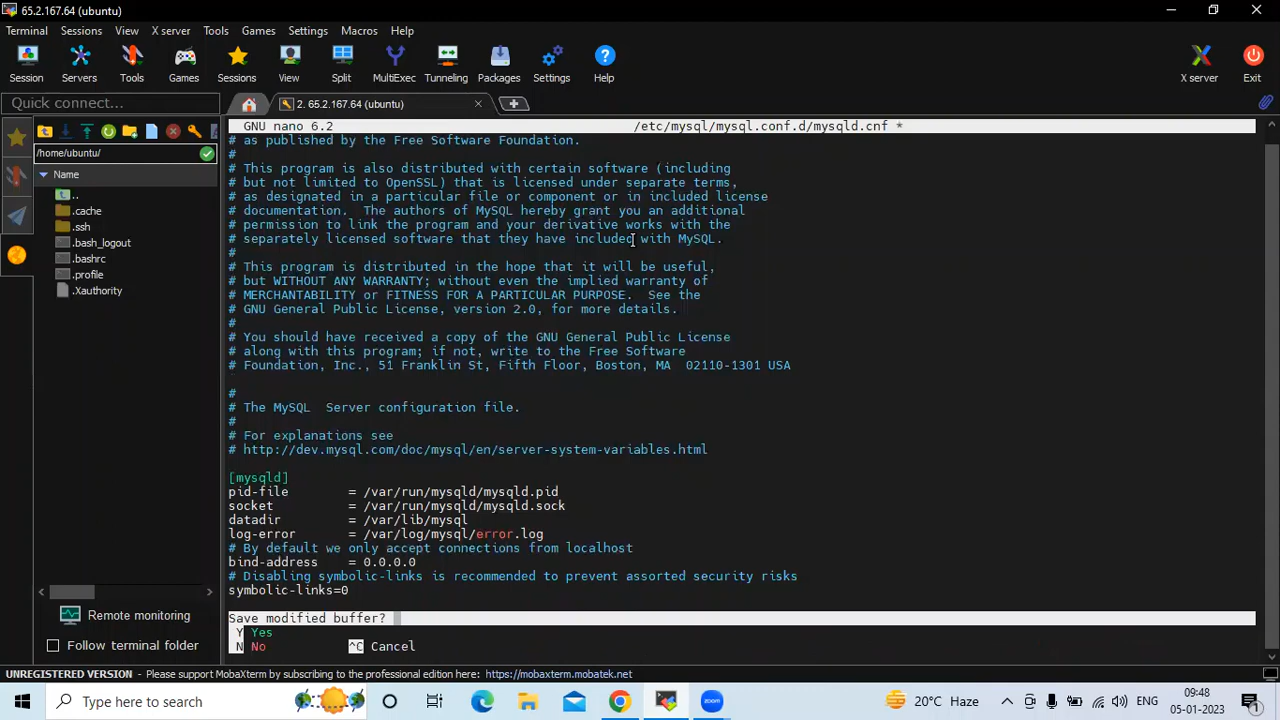 65.2.167.64 (ubuntu)
Terminal Sessions View X server Tools Games Settings Macros Help
Session Servers Tools Games Sessions View Split MultiExec Tunneling Packages Settings Help X server Exit
Quick connect...
2. 65.2.167.64 (ubuntu)
/home/ubuntu/
Name
..
.cache
.ssh
.bash_logout
.bashrc
.profile
.Xauthority
Remote monitoring
Follow terminal folder
GNU nano 6.2 /etc/mysql/mysql.conf.d/mysqld.cnf *
# as published by the Free Software Foundation.
#
# This program is also distributed with certain software (including
# but not limited to OpenSSL) that is licensed under separate terms,
# as designated in a particular file or component or in included license
# documentation.  The authors of MySQL hereby grant you an additional
# permission to link the program and your derivative works with the
# separately licensed software that they have included with MySQL.
#
# This program is distributed in the hope that it will be useful,
# but WITHOUT ANY WARRANTY; without even the implied warranty of
# MERCHANTABILITY or FITNESS FOR A PARTICULAR PURPOSE.  See the
# GNU General Public License, version 2.0, for more details.
#
# You should have received a copy of the GNU General Public License
# along with this program; if not, write to the Free Software
# Foundation, Inc., 51 Franklin St, Fifth Floor, Boston, MA  02110-1301 USA
#
# The MySQL  Server configuration file.
#
# For explanations see
# http://dev.mysql.com/doc/mysql/en/server-system-variables.html
[mysqld]
pid-file        = /var/run/mysqld/mysqld.pid
socket          = /var/run/mysqld/mysqld.sock
datadir         = /var/lib/mysql
log-error       = /var/log/mysql/error.log
# By default we only accept connections from localhost
bind-address    = 0.0.0.0
# Disabling symbolic-links is recommended to prevent assorted security risks
symbolic-links=0
Save modified buffer?
Y Yes
N No ^C Cancel
UNREGISTERED VERSION - Please support MobaXterm by subscribing to the professional edition here: https://mobaxterm.mobatek.net
Type here to search
20°C Haze
ENG
09:48
05-01-2023
1